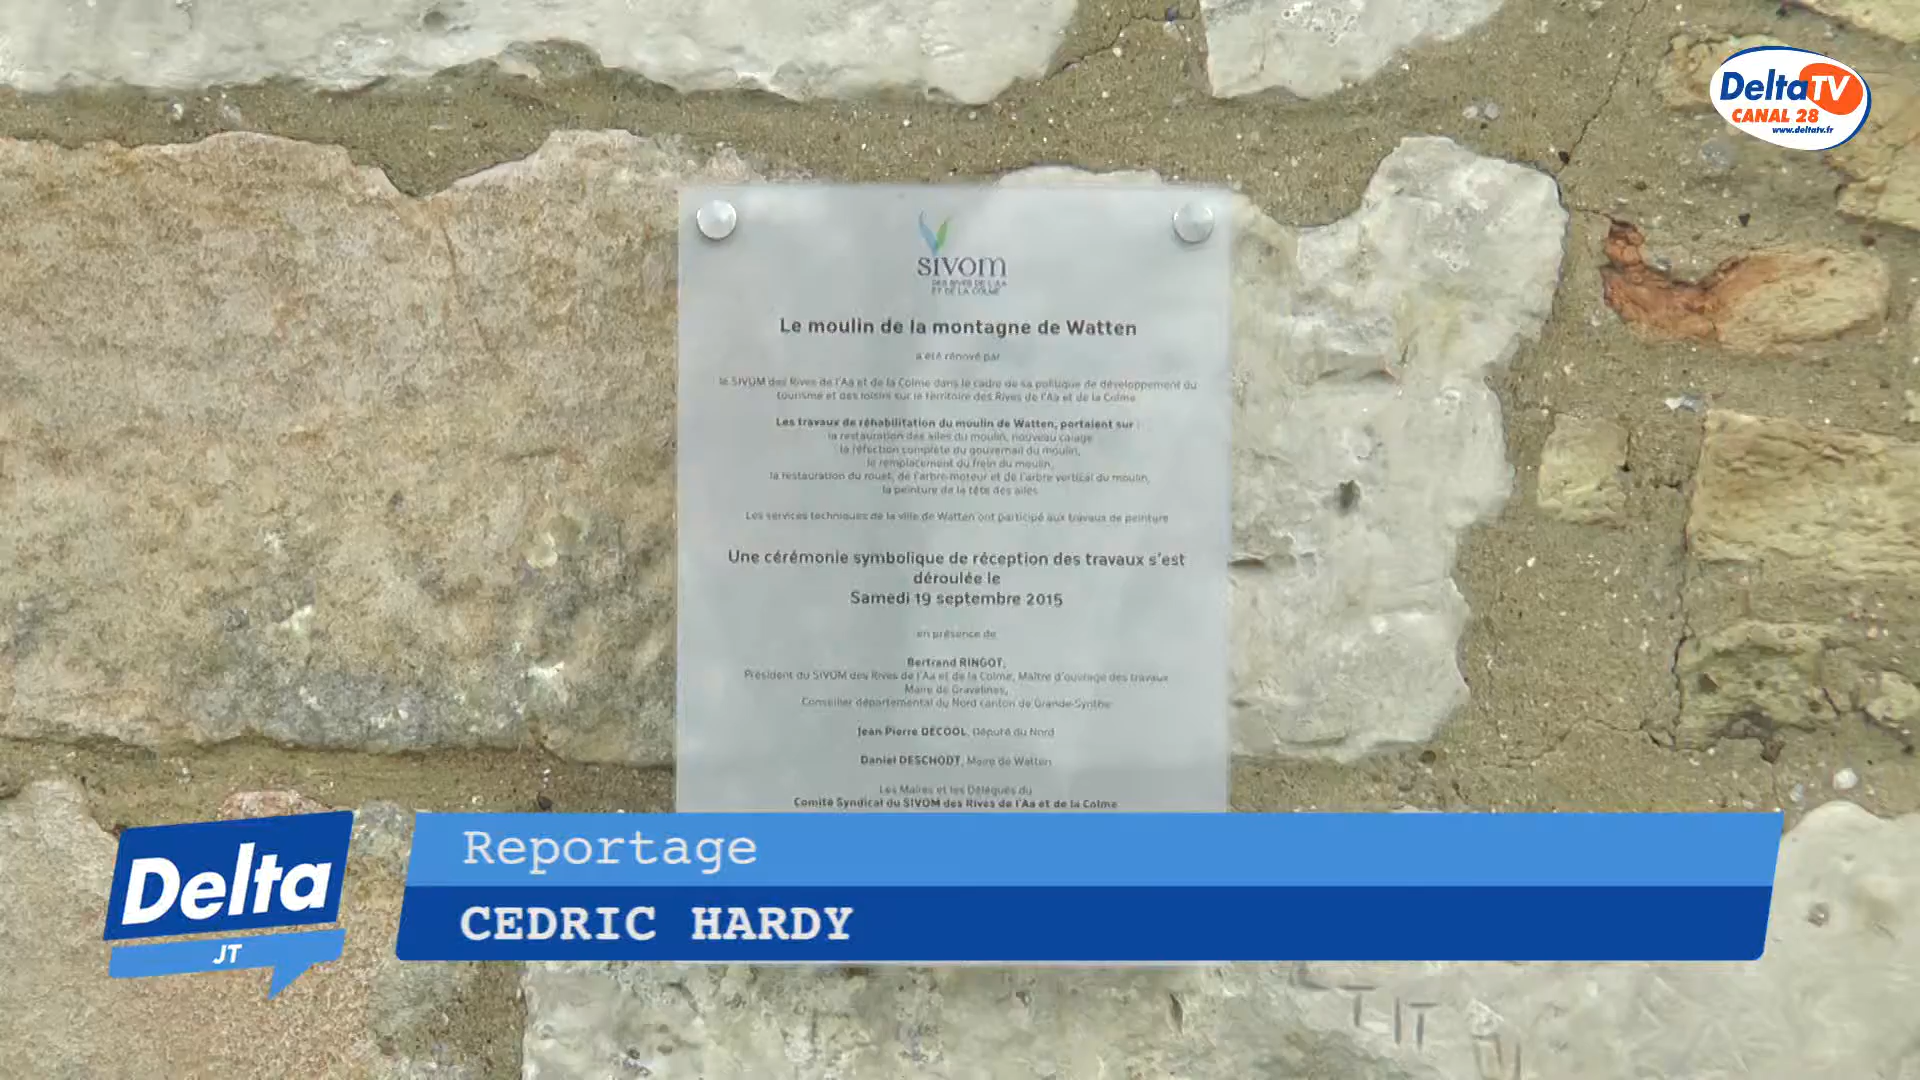 DeltaTV
CANAL 28
www.deltatv.fr
sivom
DES RIVES DE L'AA
ET DE LA COLME
Le moulin de la montagne de Watten
a été rénové par
le SIVOM des Rives de l'Aa et de la Colme dans le cadre de sa politique de développement du
tourisme et des loisirs sur le territoire des Rives de l'Aa et de la Colme
Les travaux de réhabilitation du moulin de Watten, portaient sur :
la restauration des ailes du moulin, nouveau calage
la réfection complète du gouvernail du moulin,
le remplacement du frein du moulin,
la restauration du rouet, de l'arbre-moteur et de l'arbre vertical du moulin,
la peinture de la tête des ailes
Les services techniques de la ville de Watten ont participé aux travaux de peinture
Une cérémonie symbolique de réception des travaux s'est
déroulée le
Samedi 19 septembre 2015
en présence de
Bertrand RINGOT,
Président du SIVOM des Rives de l'Aa et de la Colme, Maître d'ouvrage des travaux
Maire de Gravelines,
Conseiller départemental du Nord canton de Grande-Synthe
Jean Pierre DECOOL, Député du Nord
Daniel DESCHODT, Maire de Watten
Les Maires et les Délégués du
Comité Syndical du SIVOM des Rives de l'Aa et de la Colme
Reportage
CEDRIC HARDY
Delta
JT